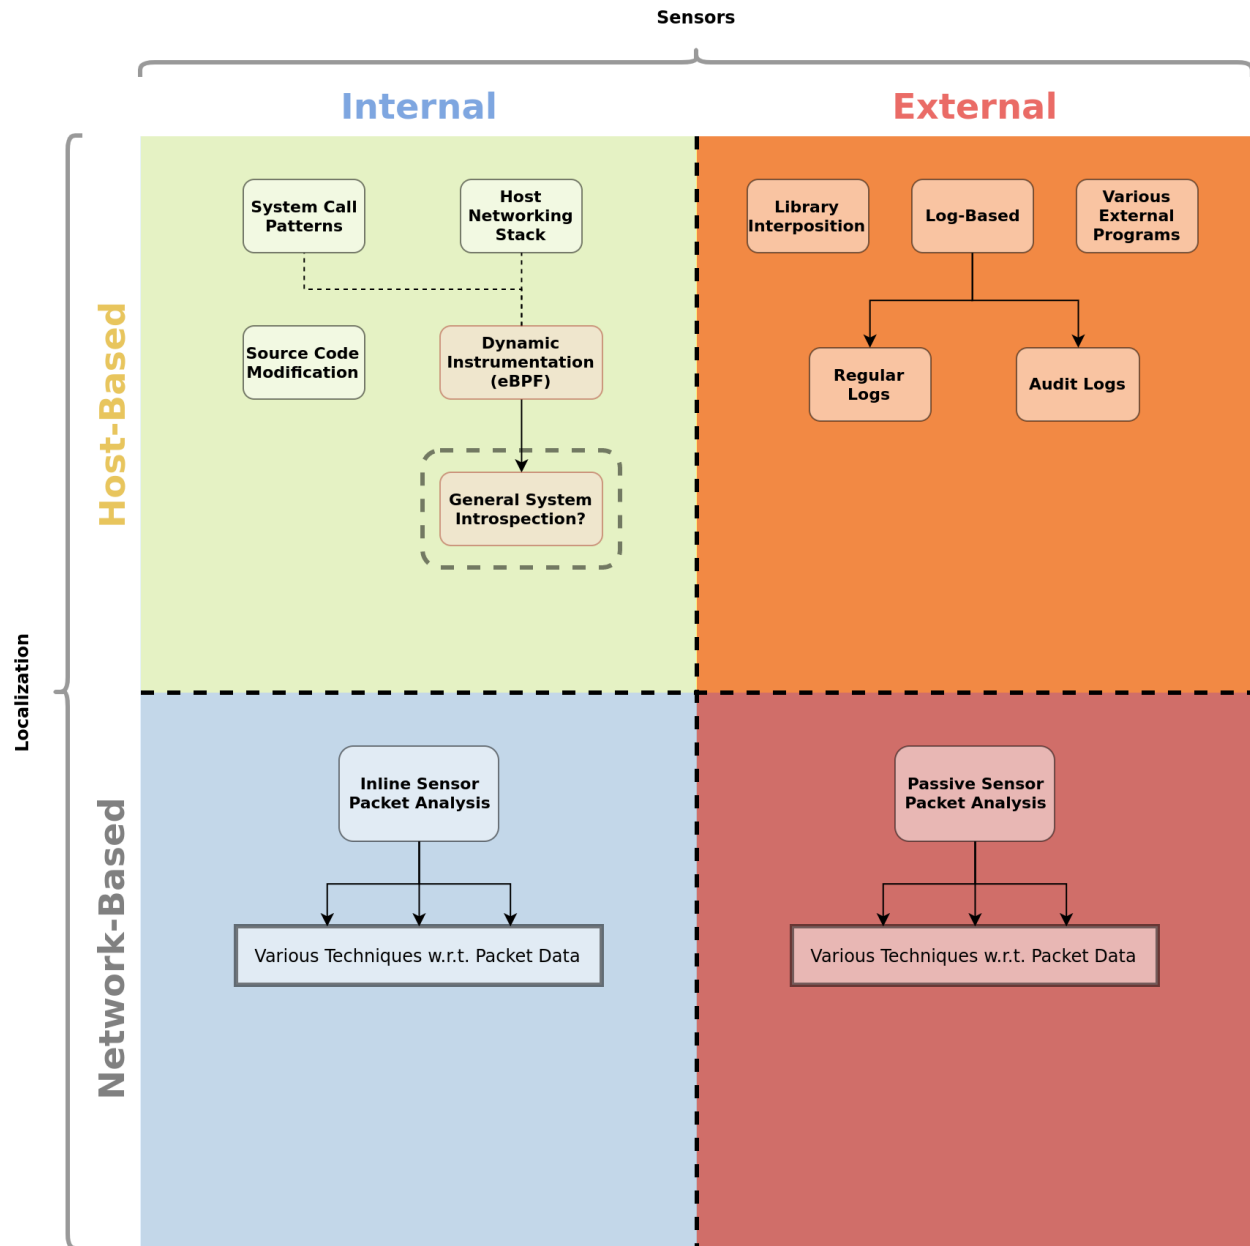 Sensors
Internal
External
Localization
Host-Based
System Call
Patterns
Host
Networking
Stack
Source Code
Modification
Dynamic
Instrumentation
(eBPF)
General System
Introspection?
Library
Interposition
Log-Based
Various
External
Programs
Regular
Logs
Audit Logs
Network-Based
Inline Sensor
Packet Analysis
Various Techniques w.r.t. Packet Data
Passive Sensor
Packet Analysis
Various Techniques w.r.t. Packet Data